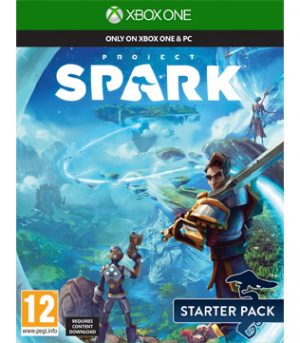 XBOX ONE
ONLY ON XBOX ONE & PC
PROJECT
SPARK
12
www.pegi.info
REQUIRES
CONTENT
DOWNLOAD
STARTER PACK